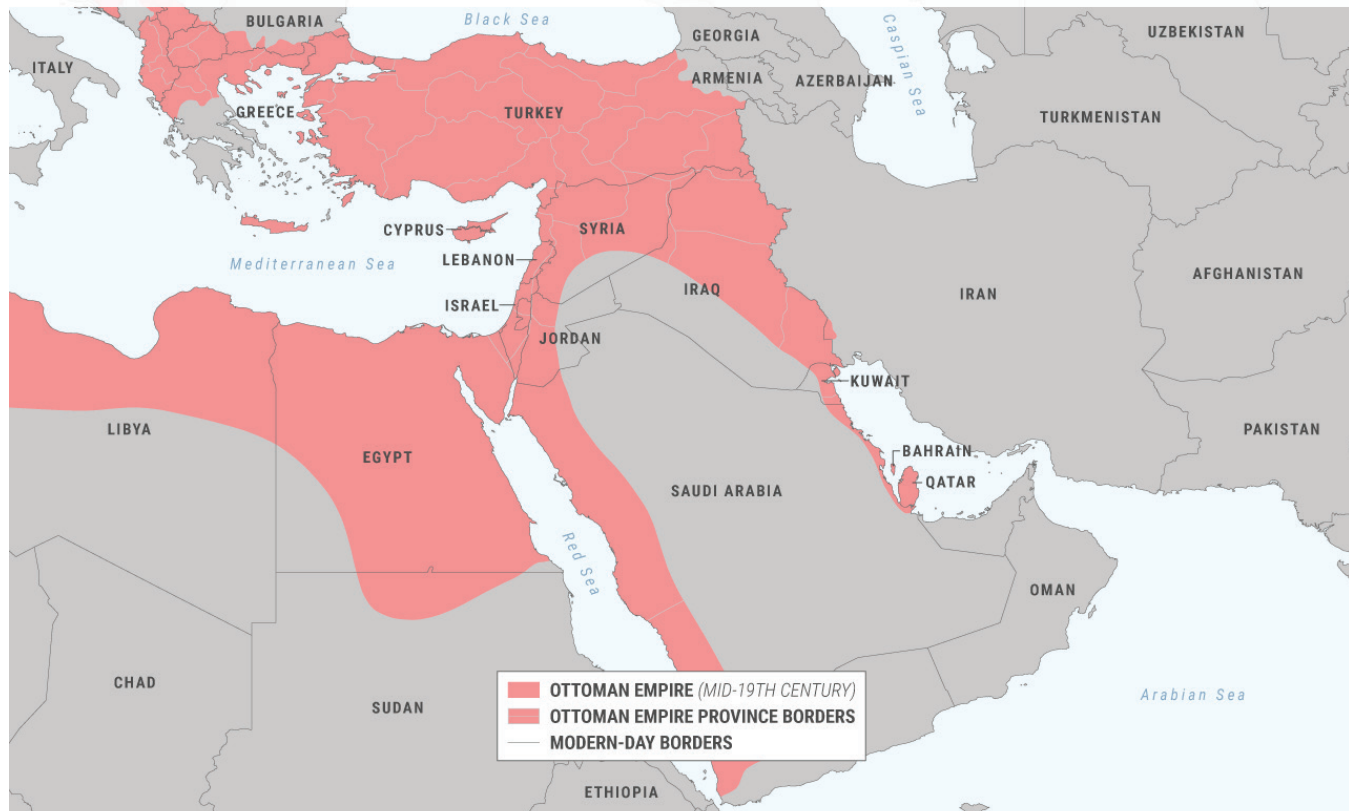 BULGARIA
Black Sea
GEORGIA
UZBEKISTAN
Caspian Sea
ITALY
ARMENIA
AZERBAIJAN
GREECE
TURKEY
TURKMENISTAN
CYPRUS
SYRIA
Mediterranean Sea
LEBANON
AFGHANISTAN
IRAQ
IRAN
ISRAEL
JORDAN
KUWAIT
LIBYA
PAKISTAN
EGYPT
BAHRAIN
SAUDI ARABIA
QATAR
Red Sea
OMAN
CHAD
SUDAN
OTTOMAN EMPIRE (MID-19TH CENTURY)
OTTOMAN EMPIRE PROVINCE BORDERS
MODERN-DAY BORDERS
Arabian Sea
ETHIOPIA